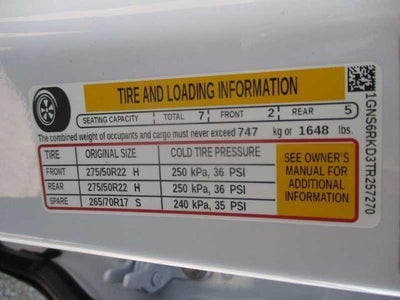 TIRE AND LOADING INFORMATION
SEATING CAPACITY TOTAL 7 FRONT 2 REAR 5
The combined weight of occupants and cargo must never exceed 747 kg or 1648 lbs.
TIRE ORIGINAL SIZE COLD TIRE PRESSURE
FRONT 275/50R22 H 250 kPa, 36 PSI
REAR 275/50R22 H 250 kPa, 36 PSI
SPARE 265/70R17 S 240 kPa, 35 PSI
SEE OWNER'S
MANUAL FOR
ADDITIONAL
INFORMATION
1GNS6RKD3TR257270